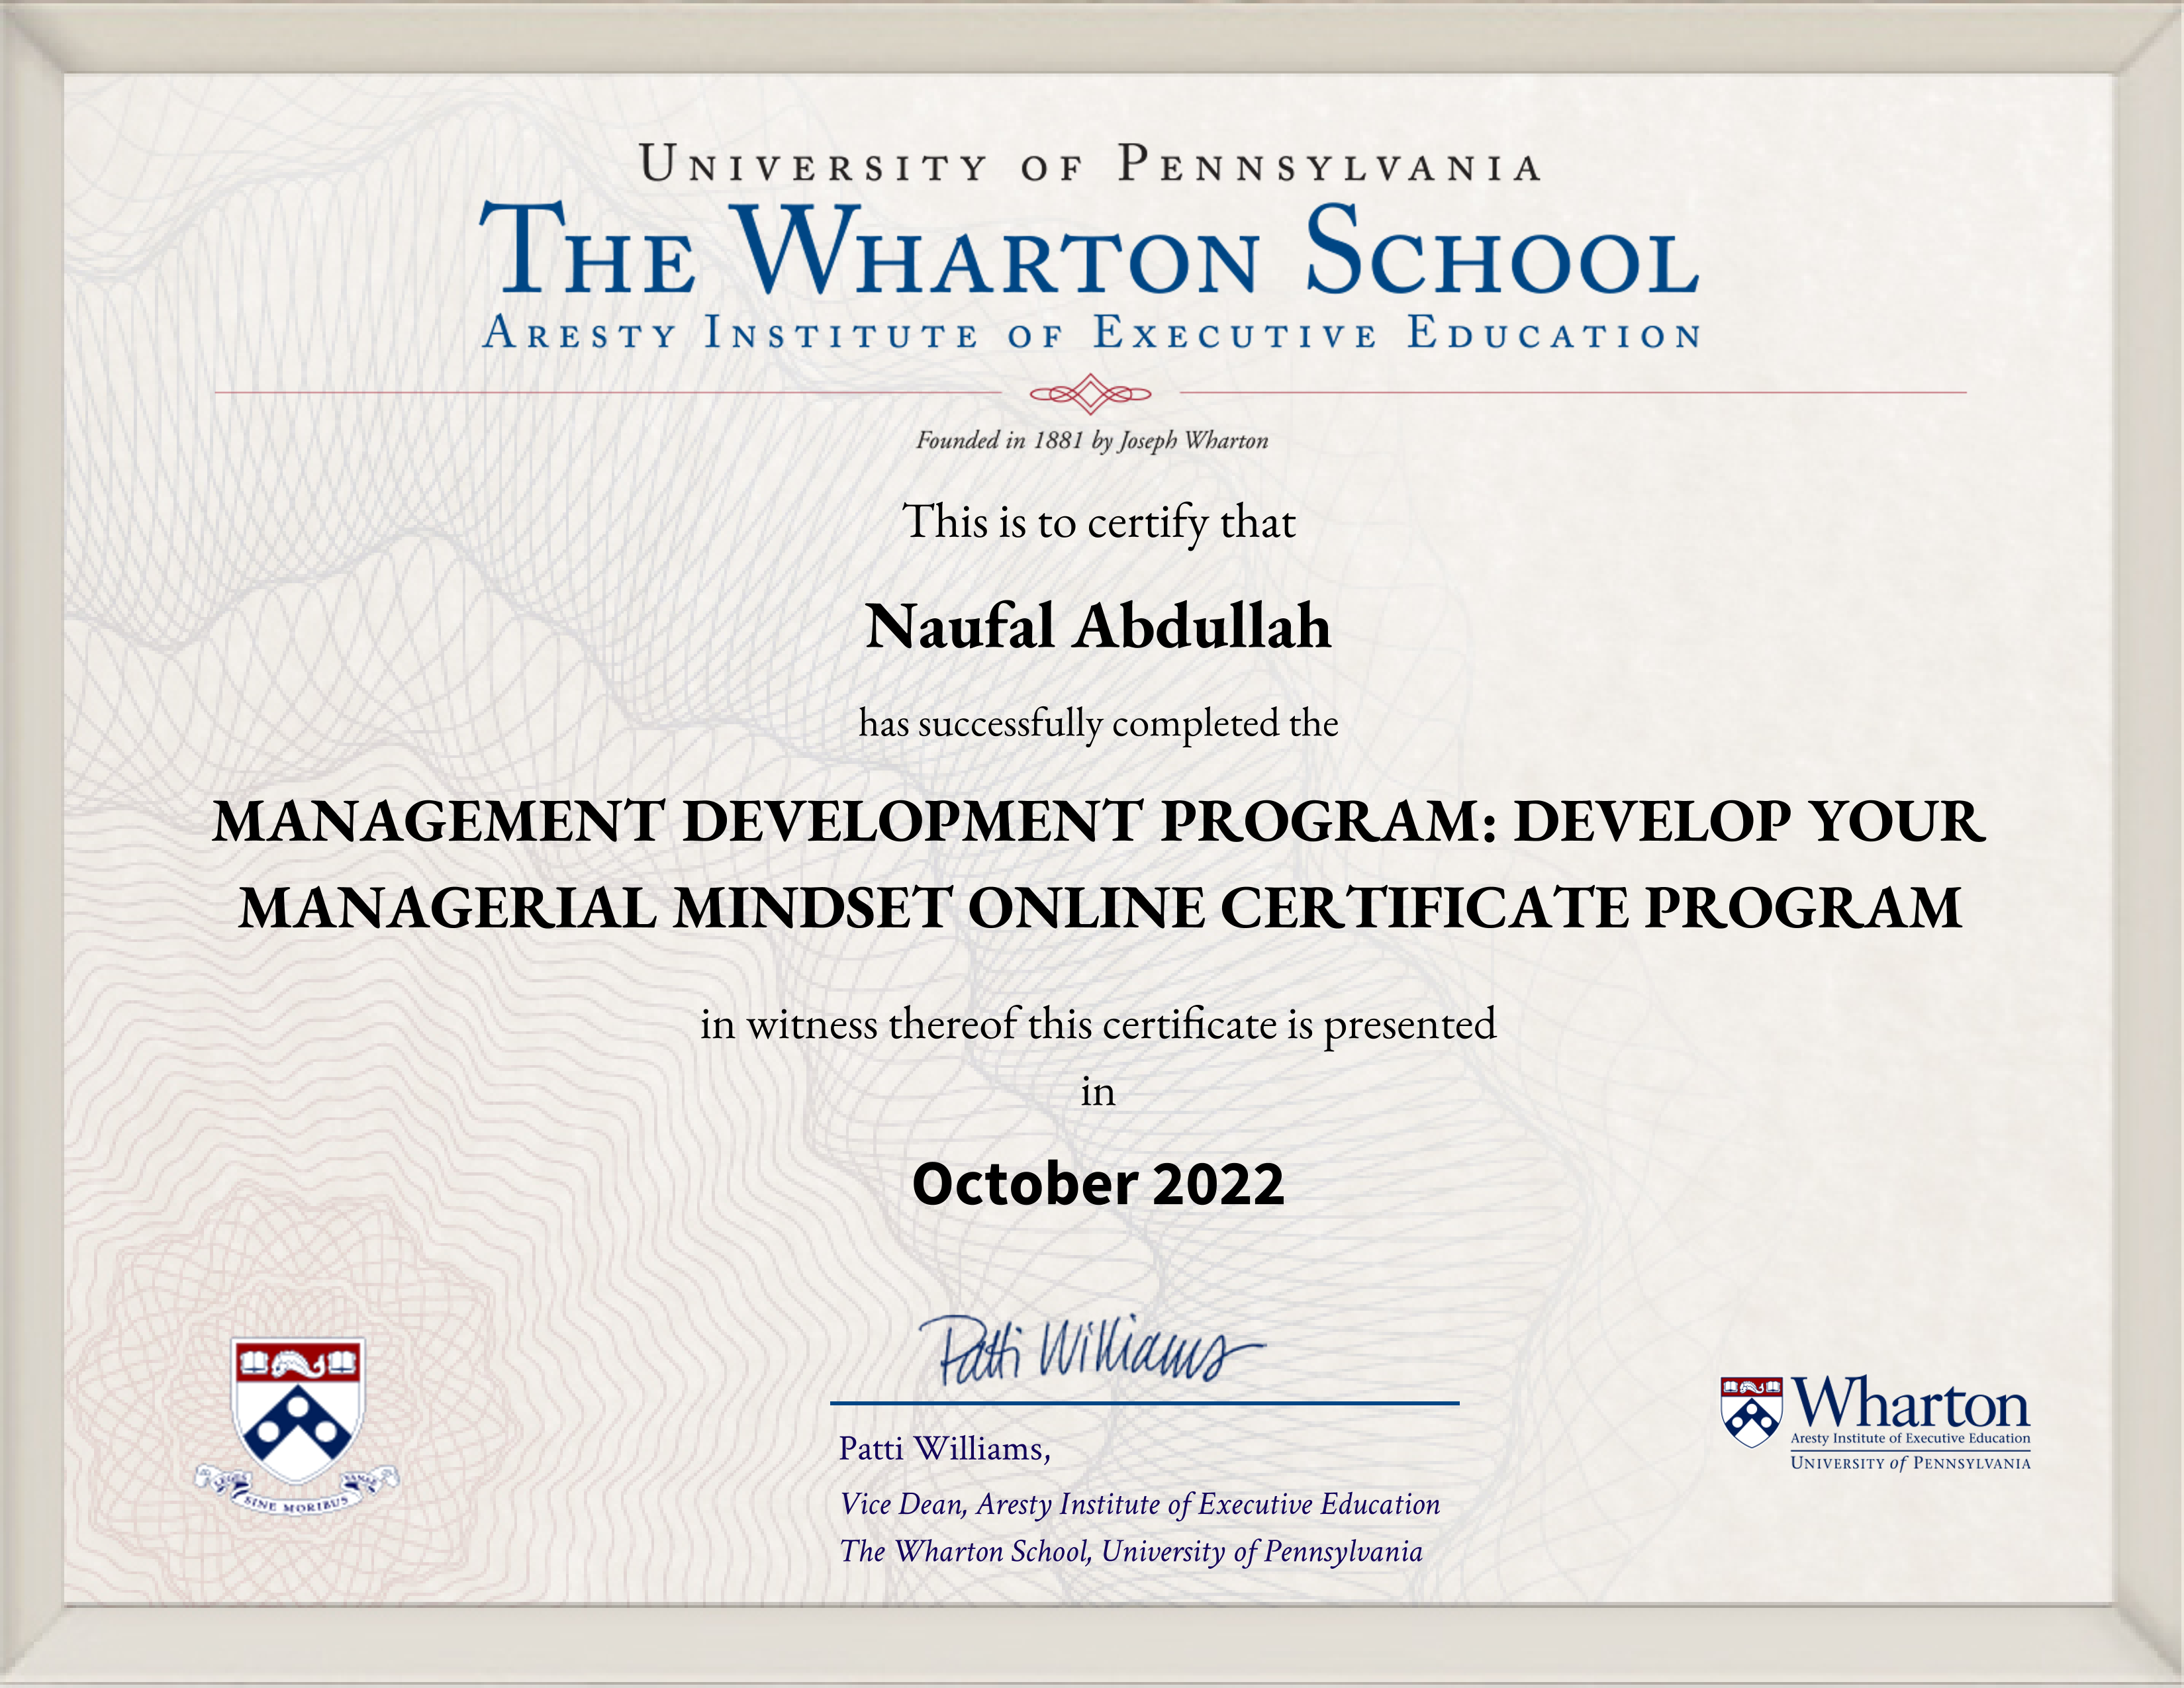 UNIVERSITY OF PENNSYLVANIA
THE WHARTON SCHOOL
ARESTY INSTITUTE OF EXECUTIVE EDUCATION
Founded in 1881 by Joseph Wharton
This is to certify that
Naufal Abdullah
has successfully completed the
MANAGEMENT DEVELOPMENT PROGRAM: DEVELOP YOUR
MANAGERIAL MINDSET ONLINE CERTIFICATE PROGRAM
in witness thereof this certificate is presented
in
October 2022
Patti Williams
Patti Williams,
Vice Dean, Aresty Institute of Executive Education
The Wharton School, University of Pennsylvania
LEGES SINE MORIBUS VANAE
Wharton
Aresty Institute of Executive Education
UNIVERSITY of PENNSYLVANIA